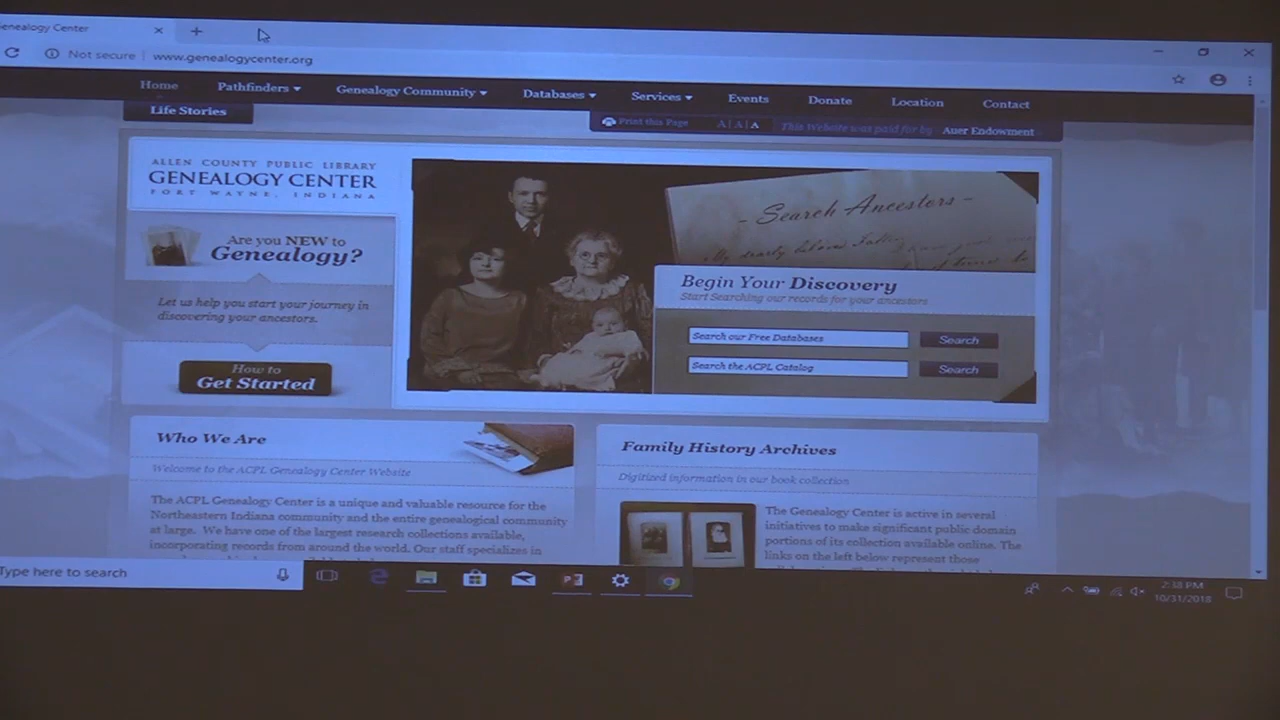 enealogy Center
Not secure | www.genealogycenter.org
Home Pathfinders Genealogy Community Databases Services Events Donate Location Contact
Life Stories
Print this Page A | A | A This Website was paid for by Auer Endowment
ALLEN COUNTY PUBLIC LIBRARY
GENEALOGY CENTER
FORT WAYNE, INDIANA
- Search Ancestors -
Are you NEW to
Genealogy?
Let us help you start your journey in
discovering your ancestors.
How to
Get Started
Begin Your Discovery
Start Searching our records for your ancestors
Search our Free Databases Search
Search the ACPL Catalog Search
Who We Are
Welcome to the ACPL Genealogy Center Website
The ACPL Genealogy Center is a unique and valuable resource for the
Northeastern Indiana community and the entire genealogical community
at large. We have one of the largest research collections available,
incorporating records from around the world. Our staff specializes in
Family History Archives
Digitized information in our book collection
The Genealogy Center is active in several
initiatives to make significant public domain
portions of its collection available online. The
links on the left below represent those
Type here to search
2:38 PM
10/31/2018